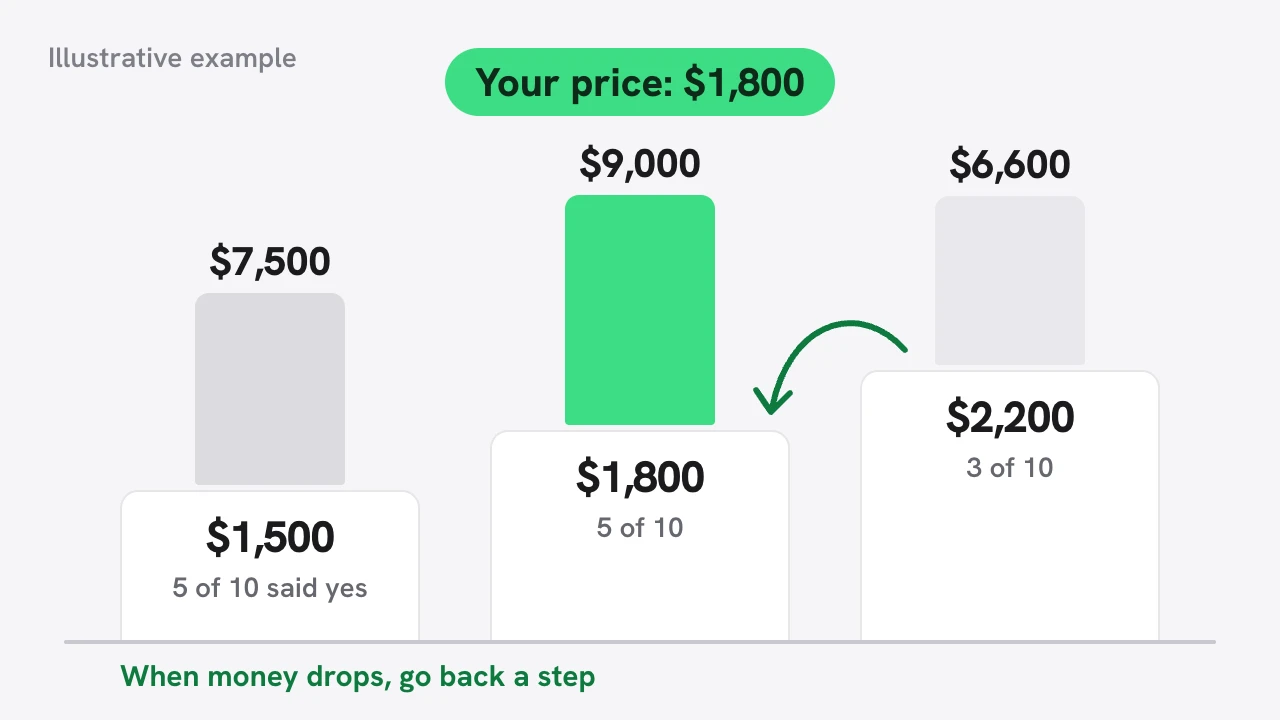 Illustrative example
Your price: $1,800
$7,500
$9,000
$6,600
$1,500
5 of 10 said yes
$1,800
5 of 10
$2,200
3 of 10
When money drops, go back a step